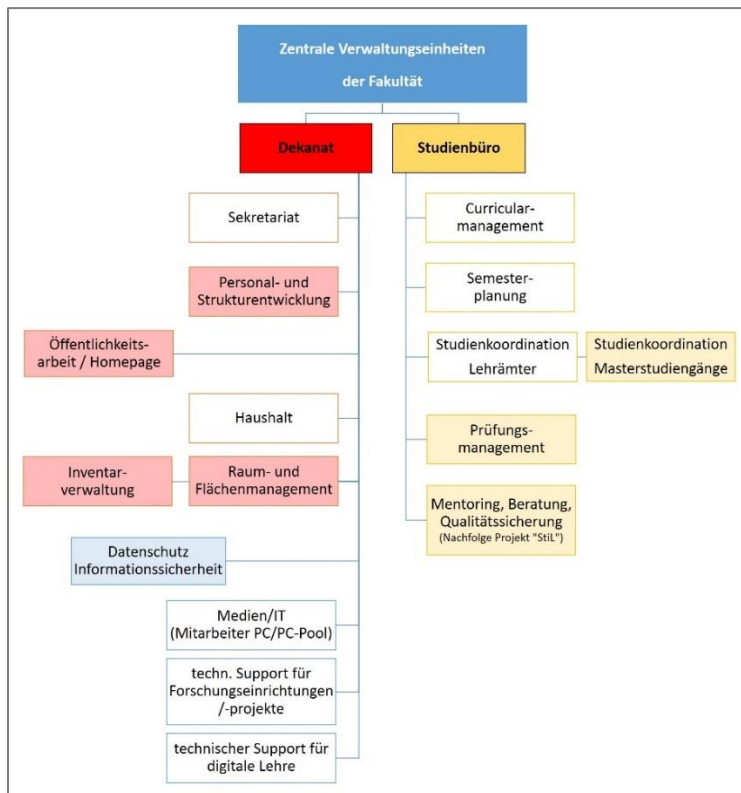 Zentrale Verwaltungseinheiten
der Fakultät
Dekanat
Studienbüro
Sekretariat
Personal- und
Strukturentwicklung
Öffentlichkeits-
arbeit / Homepage
Haushalt
Inventar-
verwaltung
Raum- und
Flächenmanagement
Datenschutz
Informationssicherheit
Medien/IT
(Mitarbeiter PC/PC-Pool)
techn. Support für
Forschungseinrichtungen
/-projekte
technischer Support für
digitale Lehre
Curricular-
management
Semester-
planung
Studienkoordination
Lehrämter
Studienkoordination
Masterstudiengänge
Prüfungs-
management
Mentoring, Beratung,
Qualitätssicherung
(Nachfolge Projekt "StiL")